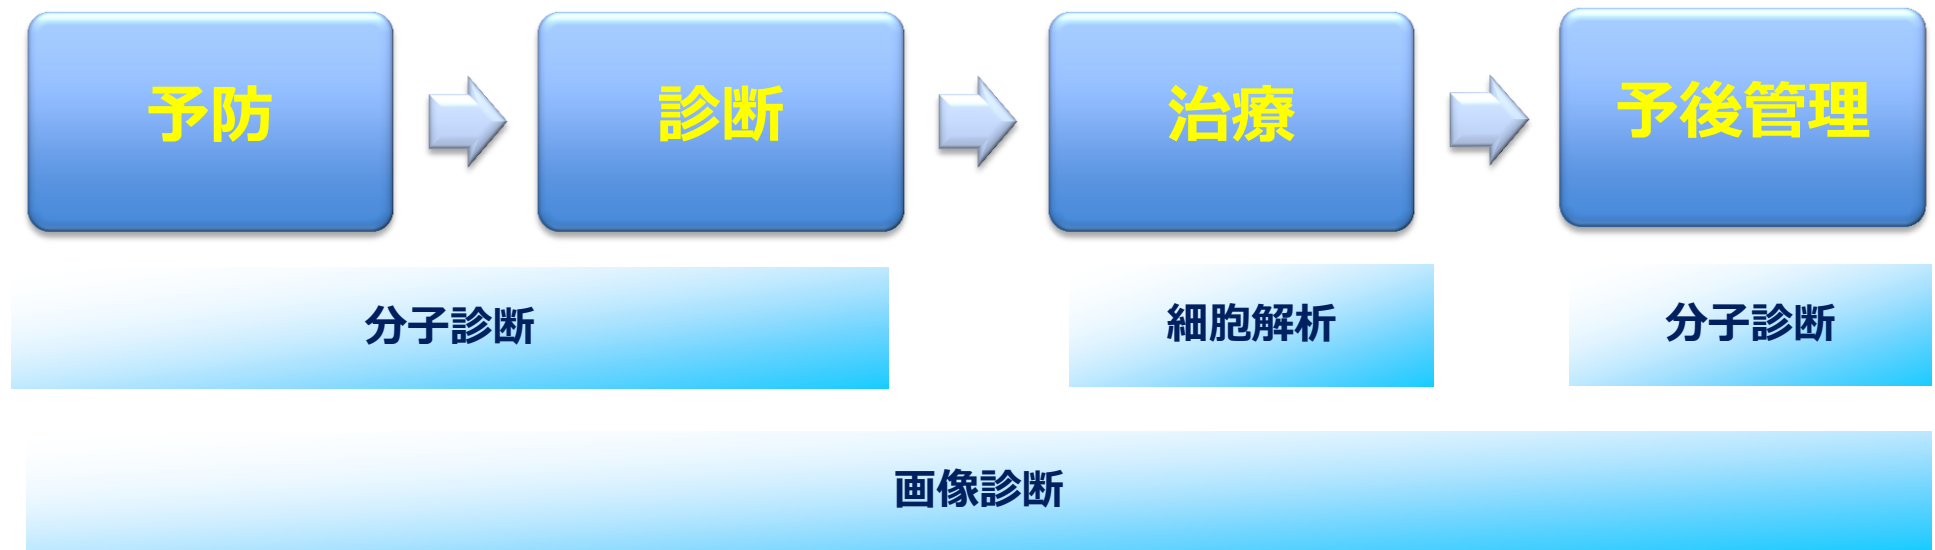 予防
診断
治療
予後管理
分子診断
細胞解析
分子診断
画像診断